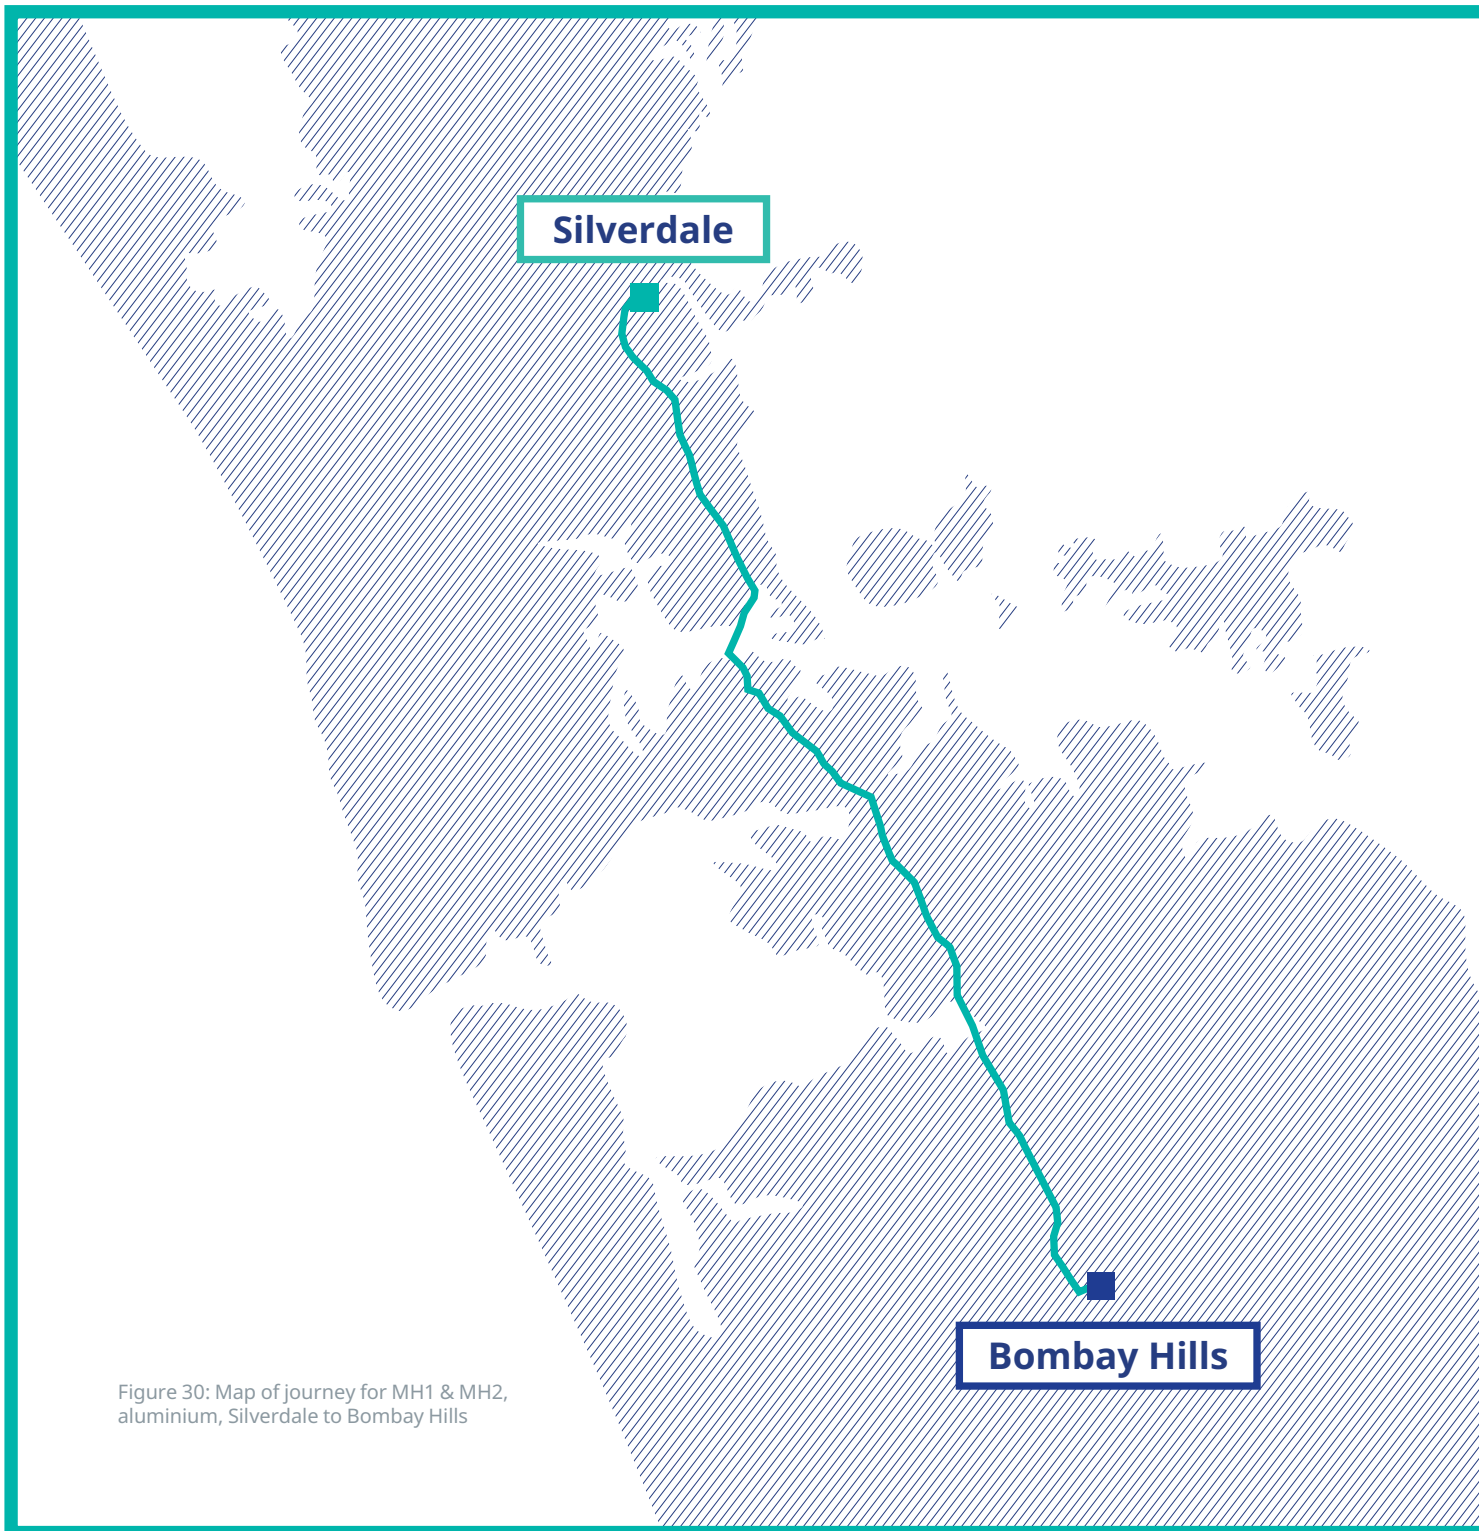 Silverdale
Bombay Hills
Figure 30: Map of journey for MH1 & MH2,
aluminium, Silverdale to Bombay Hills